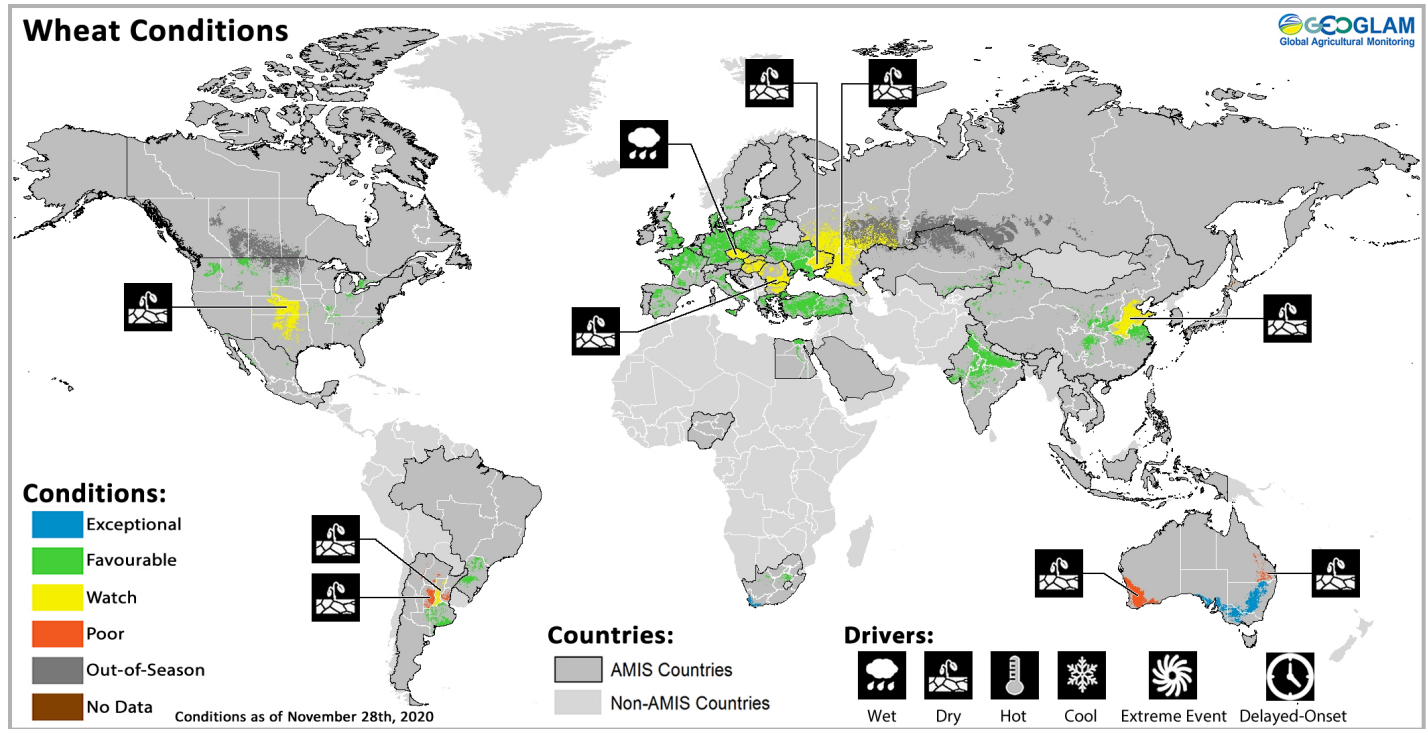 Wheat Conditions
GEOGLAM
Global Agricultural Monitoring
Conditions:
Exceptional
Favourable
Watch
Poor
Out-of-Season
No Data
Conditions as of November 28th, 2020
Countries:
AMIS Countries
Non-AMIS Countries
Drivers:
Wet
Dry
Hot
Cool
Extreme Event
Delayed-Onset